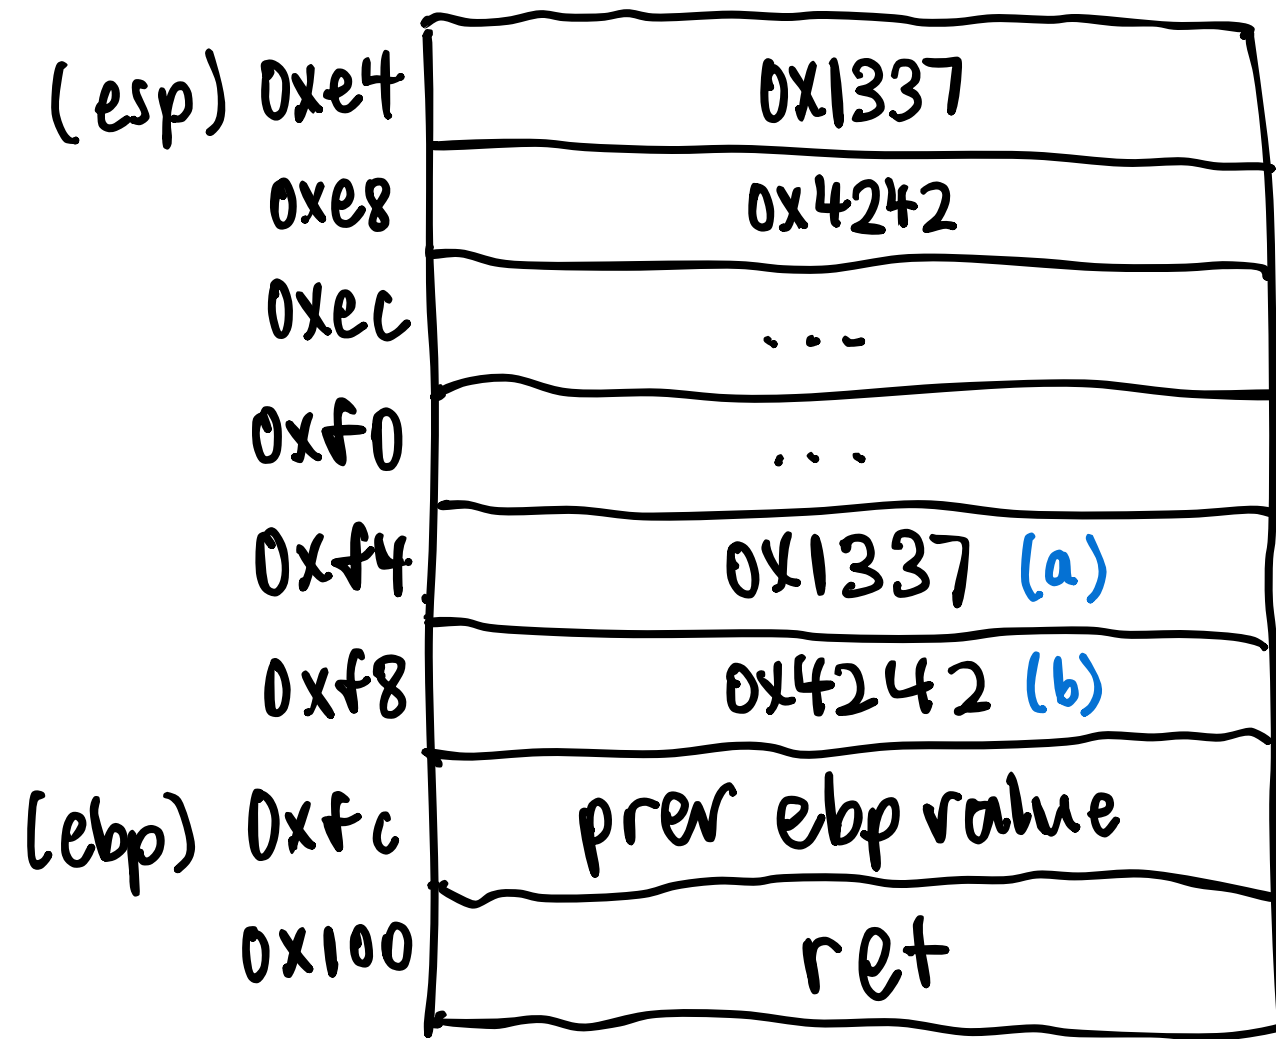 (esp) 0xe4 0x1337
0xe8 0x4242
0xec ...
0xf0 ...
0xf4 0x1337 (a)
0xf8 0x4242 (b)
(ebp) 0xfc prev ebp value
0x100 ret